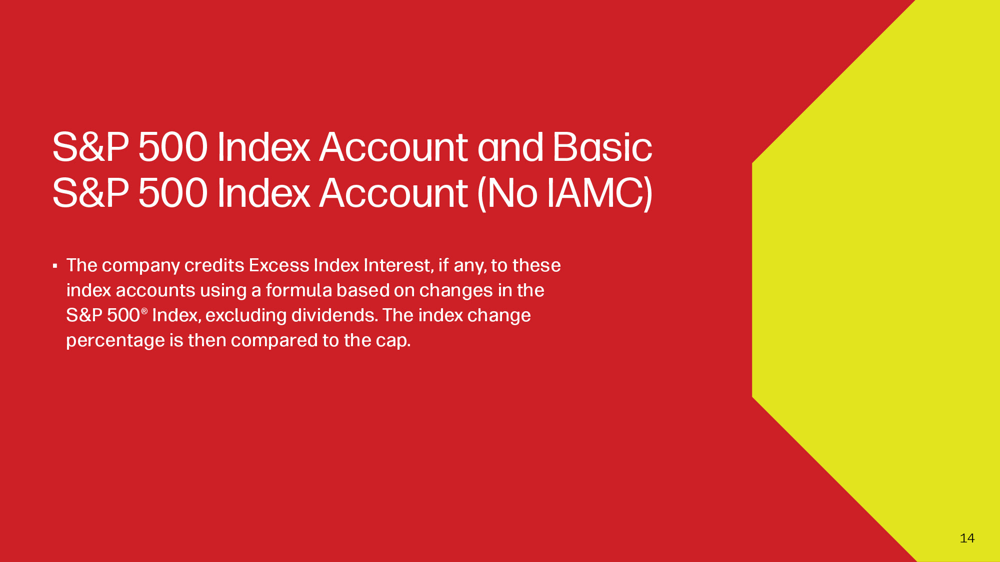 S&P 500 Index Account and Basic
S&P 500 Index Account (No IAMC)
▪ The company credits Excess Index Interest, if any, to these
index accounts using a formula based on changes in the
S&P 500® Index, excluding dividends. The index change
percentage is then compared to the cap.
14